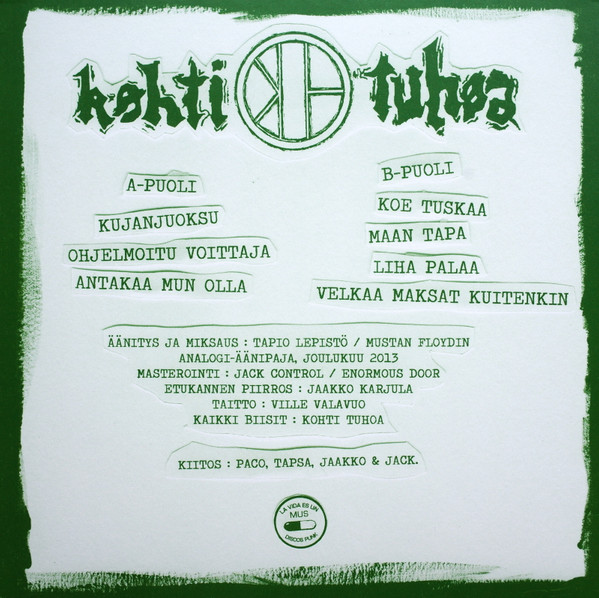 kohti KT tuhoa
A-PUOLI
KUJANJUOKSU
OHJELMOITU VOITTAJA
ANTAKAA MUN OLLA
B-PUOLI
KOE TUSKAA
MAAN TAPA
LIHA PALAA
VELKAA MAKSAT KUITENKIN
ÄÄNITYS JA MIKSAUS : TAPIO LEPISTÖ / MUSTAN FLOYDIN
ANALOGI-ÄÄNIPAJA, JOULUKUU 2013
MASTEROINTI : JACK CONTROL / ENORMOUS DOOR
ETUKANNEN PIIRROS : JAAKKO KARJULA
TAITTO : VILLE VALAVUO
KAIKKI BIISIT : KOHTI TUHOA
KIITOS : PACO, TAPSA, JAAKKO & JACK.
LA VIDA ES UN
MUS
DISCOS PUNK